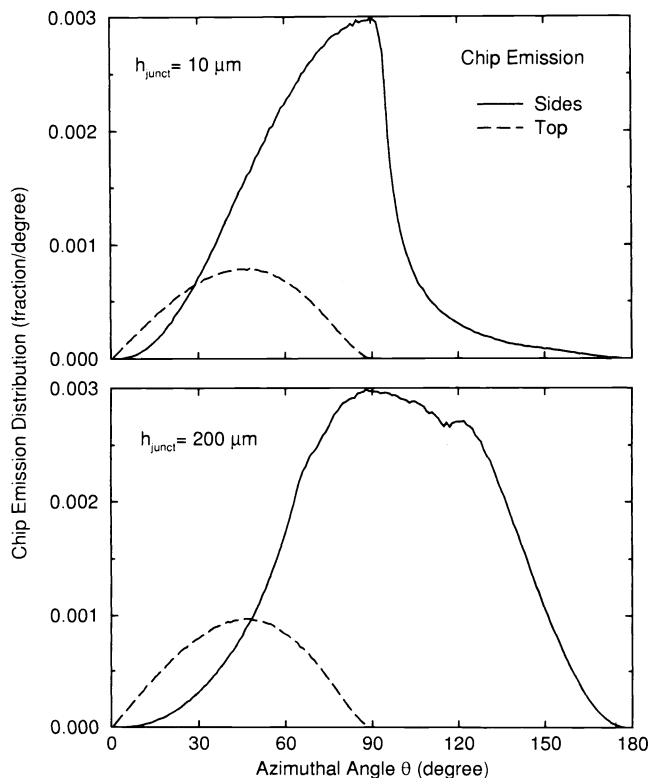 0.003
h_junct = 10 μm
Chip Emission
Sides
Top
0.002
0.001
0.000
0.003
h_junct = 200 μm
0.002
0.001
0.000
0 30 60 90 120 150 180
Azimuthal Angle θ (degree)
Chip Emission Distribution (fraction/degree)